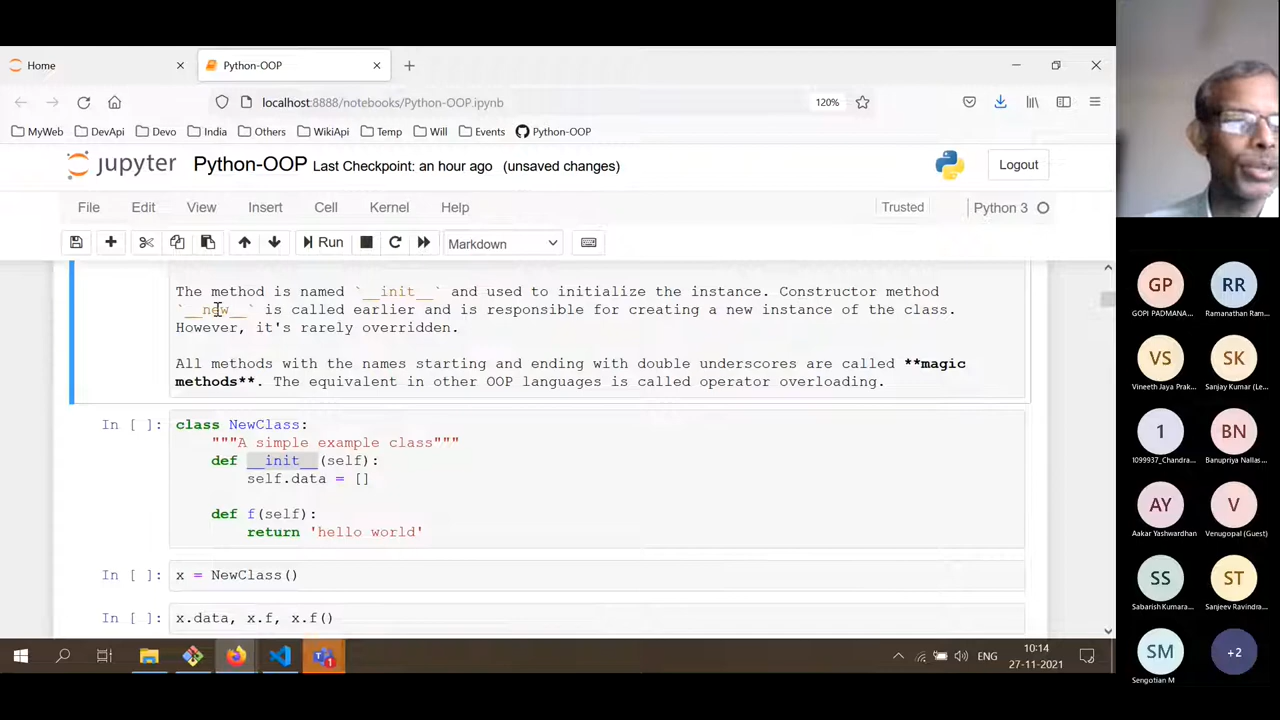 Home
Python-OOP
localhost:8888/notebooks/Python-OOP.ipynb
120%
MyWeb
DevApi
Devo
India
Others
WikiApi
Temp
Will
Events
Python-OOP
jupyter Python-OOP Last Checkpoint: an hour ago (unsaved changes)
Logout
File Edit View Insert Cell Kernel Help
Trusted
Python 3
Run
Markdown
The method is named `__init__` and used to initialize the instance. Constructor method
`__new__` is called earlier and is responsible for creating a new instance of the class.
However, it's rarely overridden.
All methods with the names starting and ending with double underscores are called **magic
methods**. The equivalent in other OOP languages is called operator overloading.
In [ ]:
class NewClass:
"""A simple example class"""
def __init__(self):
self.data = []
def f(self):
return 'hello world'
In [ ]: x = NewClass()
In [ ]: x.data, x.f, x.f()
ENG
10:14
27-11-2021
1
GP
GOPI PADMANA...
RR
Ramanathan Ram...
VS
Vineeth Jaya Prak...
SK
Sanjay Kumar (Le...
1
1099937_Chandra...
BN
Banupriya Nallas...
AY
Aakar Yashwardhan
V
Venugopal (Guest)
SS
Sabarish Kumara...
ST
Sanjeev Ravindra...
SM
Sengotian M
+2